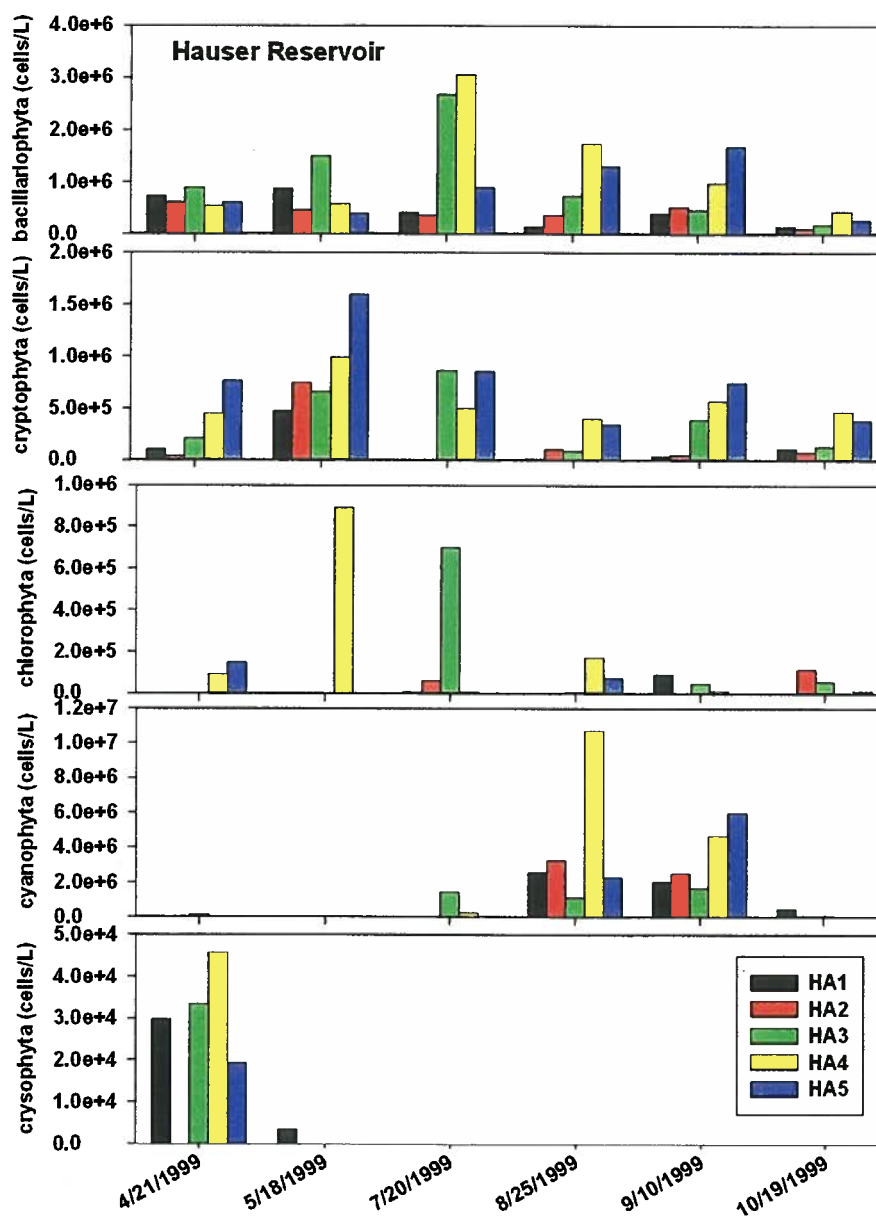 Hauser Reservoir
bacillariophyta (cells/L)
4.0e+6
3.0e+6
2.0e+6
1.0e+6
0.0
cryptophyta (cells/L)
2.0e+6
1.5e+6
1.0e+6
5.0e+5
0.0
chlorophyta (cells/L)
1.0e+6
8.0e+5
6.0e+5
4.0e+5
2.0e+5
0.0
cyanophyta (cells/L)
1.2e+7
1.0e+7
8.0e+6
6.0e+6
4.0e+6
2.0e+6
0.0
crysophyta (cells/L)
5.0e+4
4.0e+4
3.0e+4
2.0e+4
1.0e+4
0.0
HA1
HA2
HA3
HA4
HA5
4/21/1999
5/18/1999
7/20/1999
8/25/1999
9/10/1999
10/19/1999